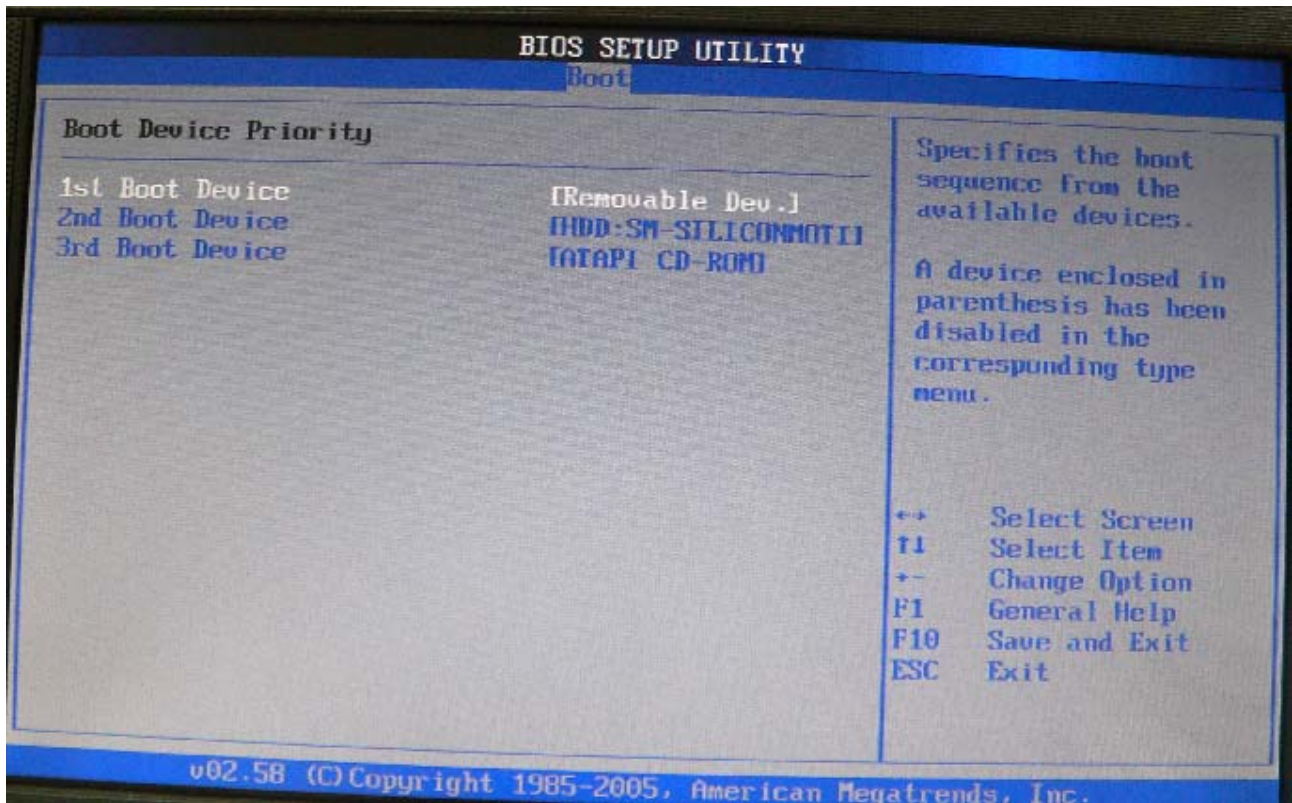 BIOS SETUP UTILITY
Boot
Boot Device Priority
1st Boot Device [Removable Dev.]
2nd Boot Device [HDD:SM-SILICONMOTI]
3rd Boot Device [ATAPI CD-ROM]
Specifies the boot
sequence from the
available devices.
A device enclosed in
parenthesis has been
disabled in the
corresponding type
menu.
←→ Select Screen
↑↓ Select Item
+- Change Option
F1 General Help
F10 Save and Exit
ESC Exit
v02.58 (C)Copyright 1985-2005, American Megatrends, Inc.